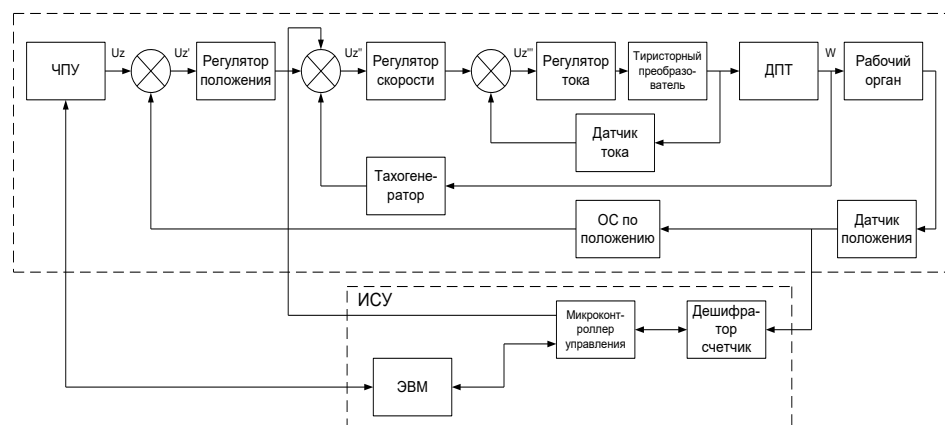 Uz
Uz'
Uz''
Uz'''
W
ЧПУ
Регулятор
положения
Регулятор
скорости
Регулятор
тока
Тиристорный
преобразо-
ватель
ДПТ
Рабочий
орган
Датчик
тока
Тахогене-
ратор
ОС по
положению
Датчик
положения
ИСУ
Микроконт-
роллер
управления
Дешифра-
тор
счетчик
ЭВМ